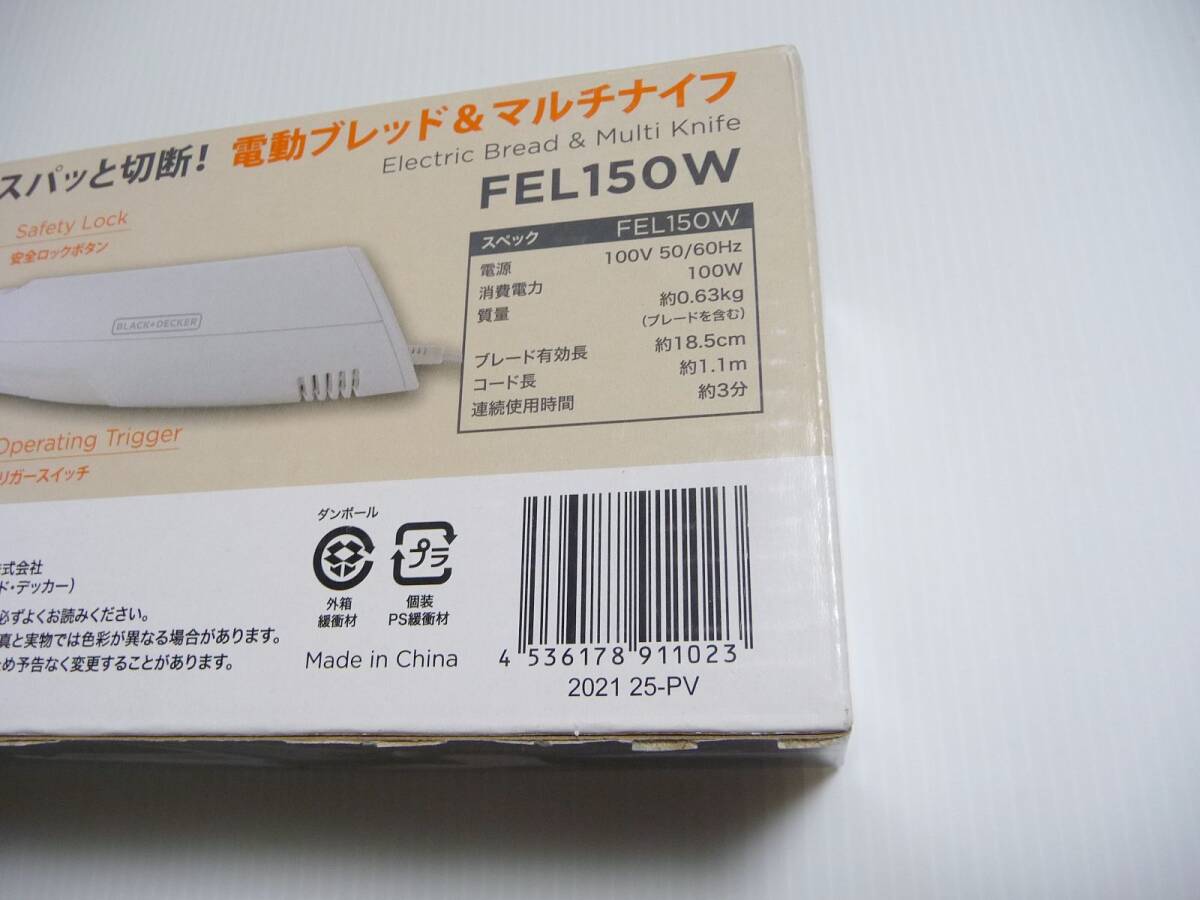 スパッと切断! 電動ブレッド&マルチナイフ
Electric Bread & Multi Knife
FEL150W
Safety Lock
安全ロックボタン
BLACK+DECKER
スペック FEL150W
電源 100V 50/60Hz
消費電力 100W
質量 約0.63kg
(ブレードを含む)
ブレード有効長 約18.5cm
コード長 約1.1m
連続使用時間 約3分
Operating Trigger
リガースイッチ
ダンボール
プラ
外箱
緩衝材
個装
PS緩衝材
式会社
ド・デッカー)
必ずよくお読みください。
真と実物では色彩が異なる場合があります。
め予告なく変更することがあります。
Made in China
4 536178 911023
2021 25-PV